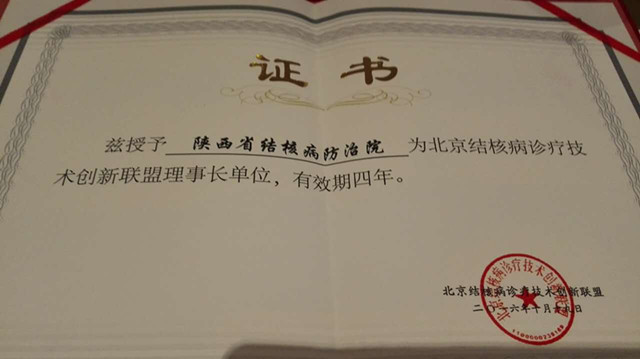 证书
兹授予 陕西省结核病防治院 为北京结核病诊疗技
术创新联盟理事长单位，有效期四年。
北京结核病诊疗技术创新联盟